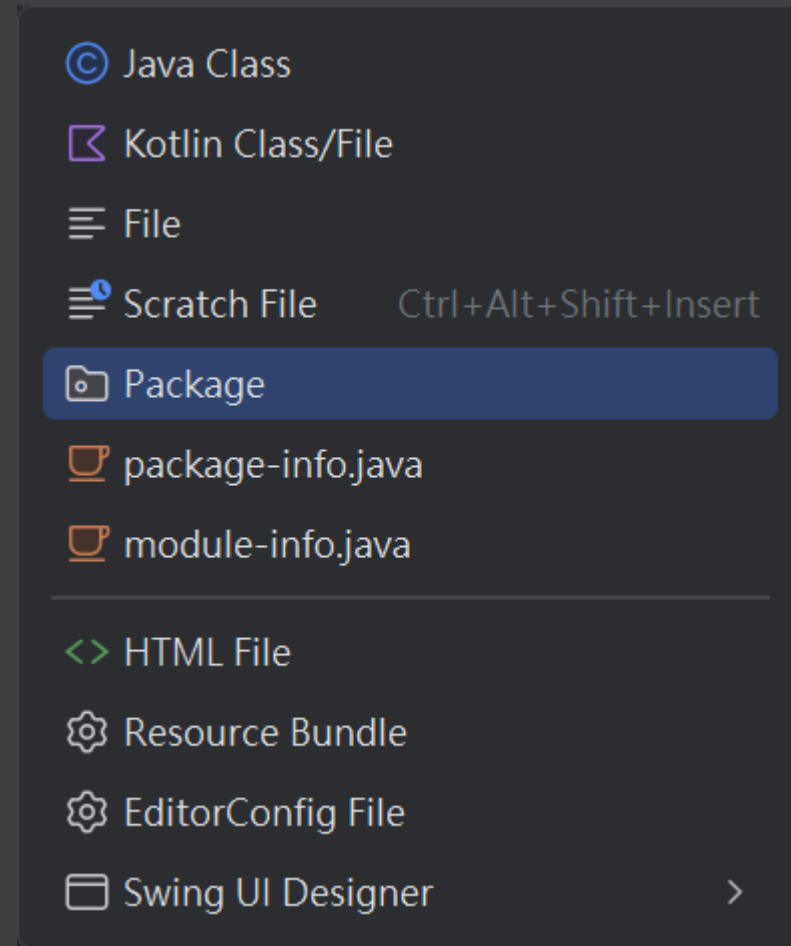 Java Class
Kotlin Class/File
File
Scratch File Ctrl+Alt+Shift+Insert
Package
package-info.java
module-info.java
HTML File
Resource Bundle
EditorConfig File
Swing UI Designer